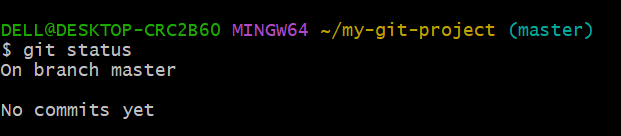 DELL@DESKTOP-CRC2B60 MINGW64 ~/my-git-project (master)
$ git status
On branch master
No commits yet